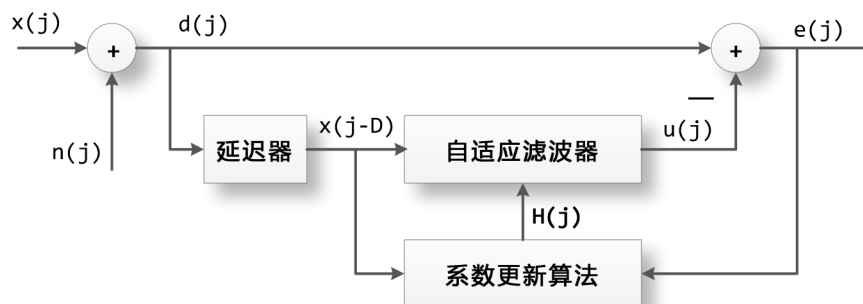 x(j)
+
d(j)
+
e(j)
n(j)
延迟器
x(j-D)
自适应滤波器
u(j)
—
H(j)
系数更新算法